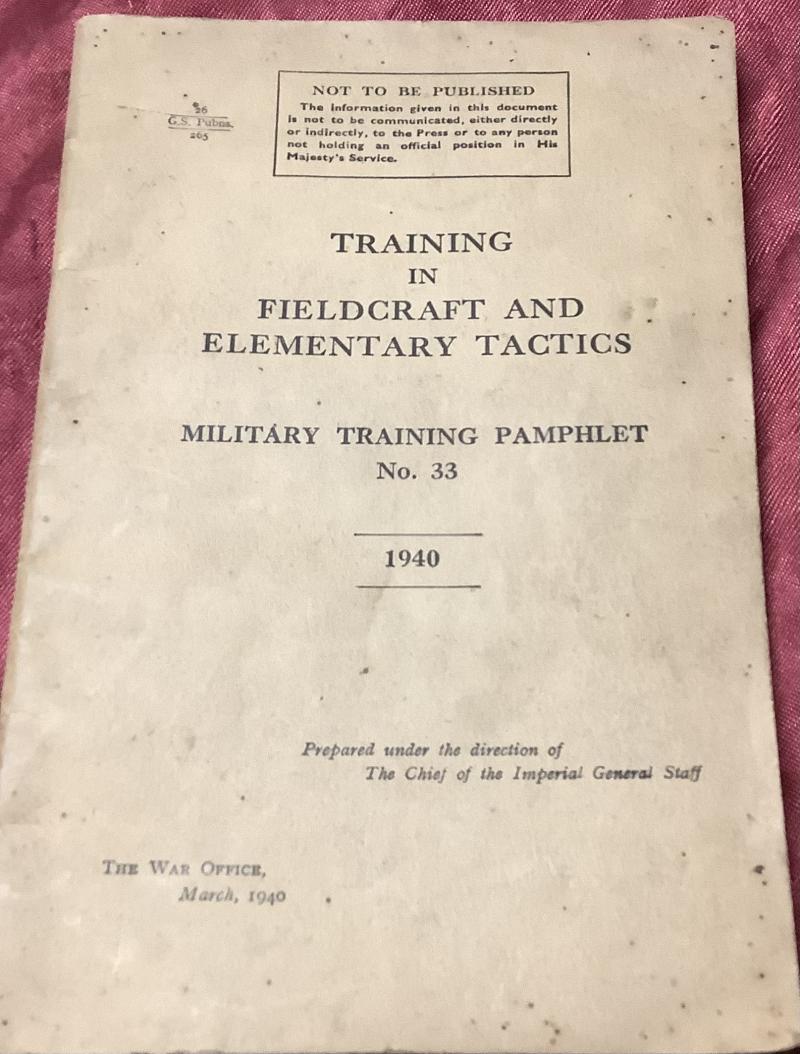 26
G.S. Pubns.
265
NOT TO BE PUBLISHED
The information given in this document
is not to be communicated, either directly
or indirectly, to the Press or to any person
not holding an official position in His
Majesty's Service.
TRAINING
IN
FIELDCRAFT AND
ELEMENTARY TACTICS
MILITARY TRAINING PAMPHLET
No. 33
1940
Prepared under the direction of
The Chief of the Imperial General Staff
THE WAR OFFICE,
March, 1940